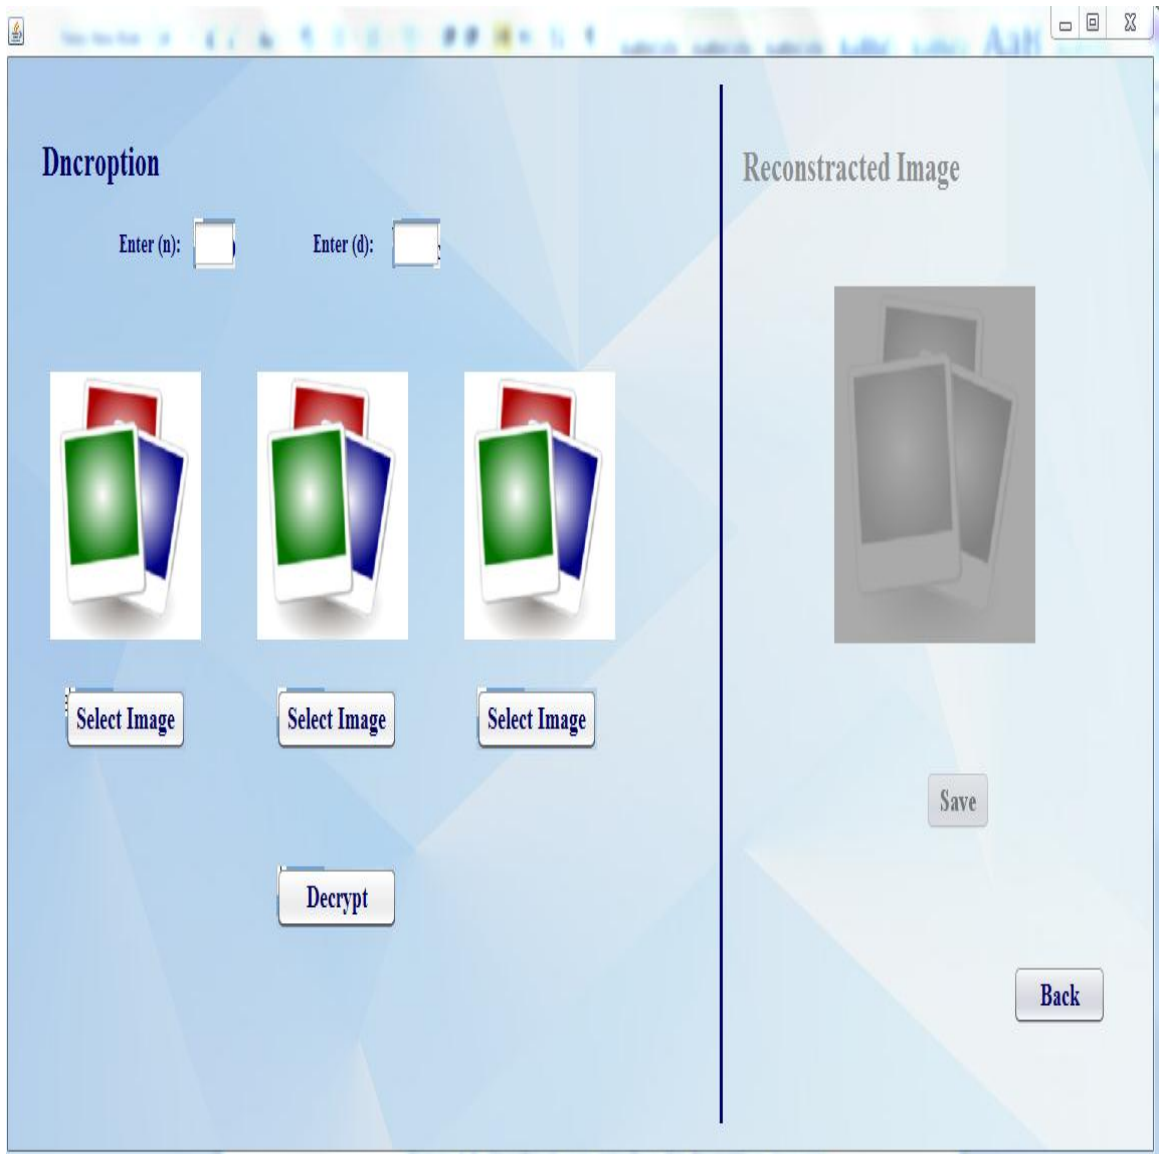 Dncroption
Enter (n):
Enter (d):
Select Image
Select Image
Select Image
Decrypt
Reconstracted Image
Save
Back